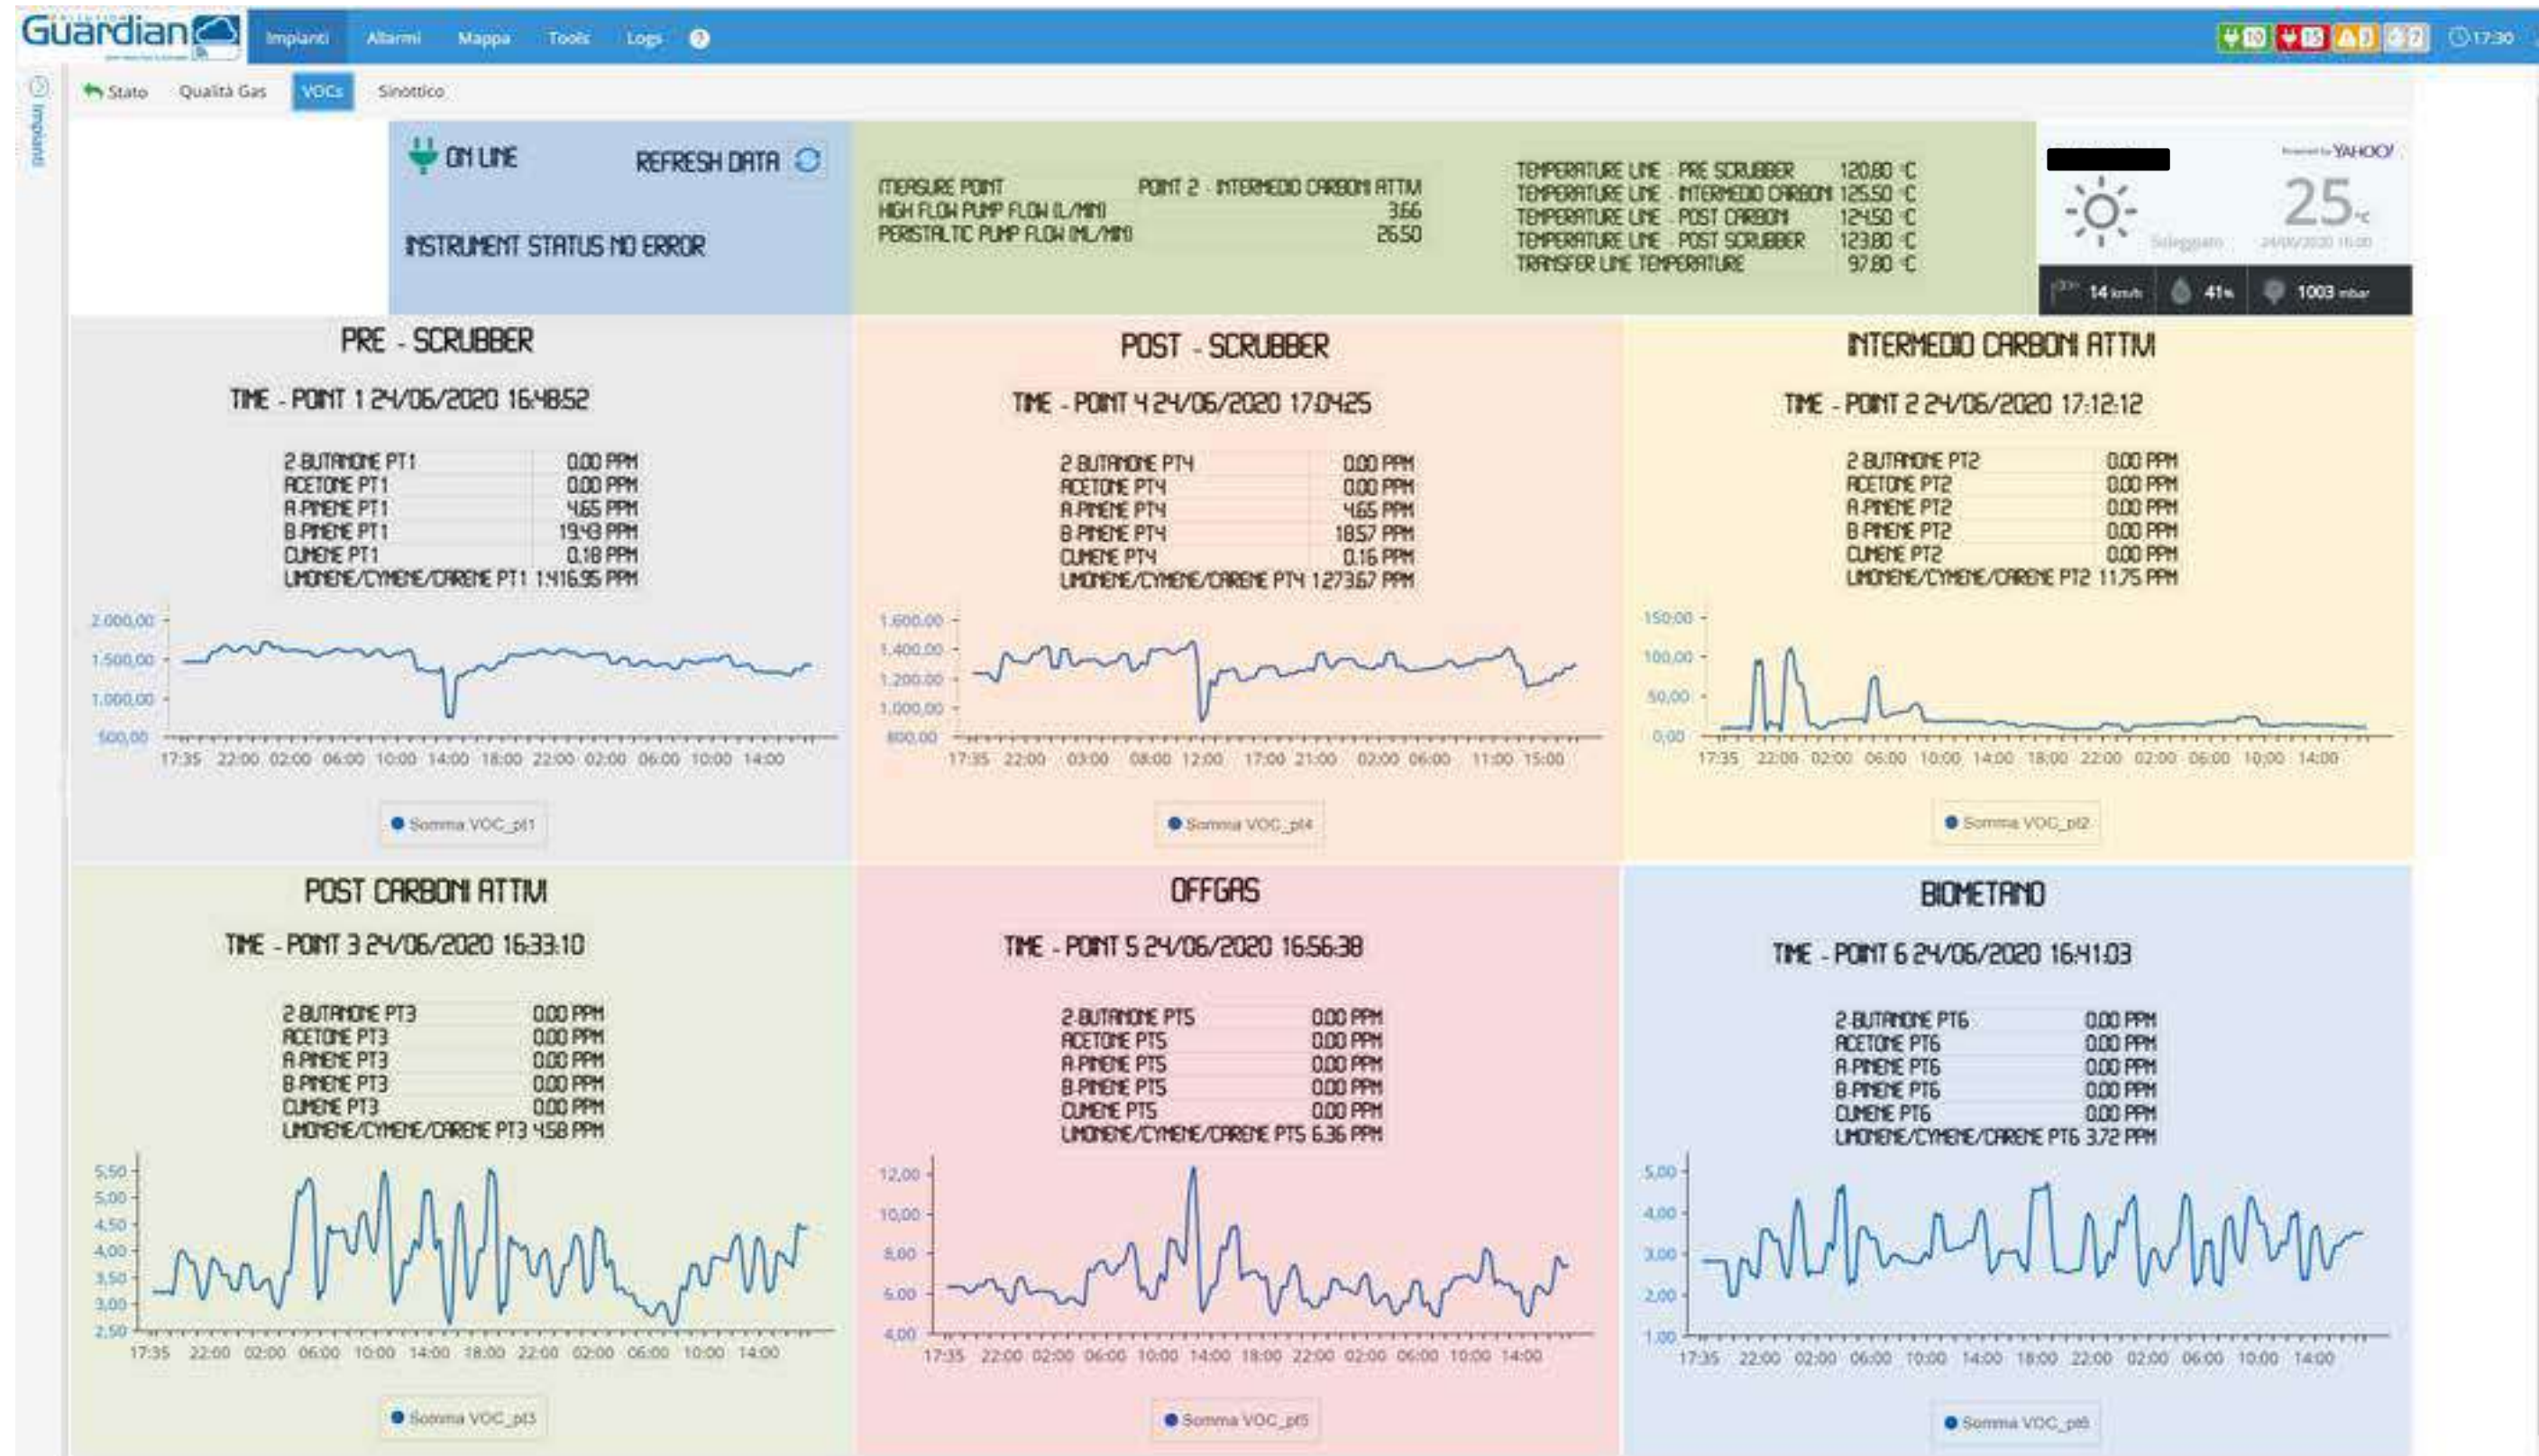 Guardian
Impianti Allarmi Mappa Tools Logs ?
10 15 17:30
Impianti
Stato Qualità Gas VOCs Sinottico
ON LINE REFRESH DATA
INSTRUMENT STATUS NO ERROR
MEASURE POINT POINT 2 - INTERMEDIO CARBONI ATTIVI
HIGH FLOW PUMP FLOW (L/MIN) 3.66
PERISTALTIC PUMP FLOW (ML/MIN) 26.50
TEMPERATURE LINE - PRE SCRUBBER 120.80 °C
TEMPERATURE LINE - INTERMEDIO CARBONI 125.50 °C
TEMPERATURE LINE - POST CARBONI 124.50 °C
TEMPERATURE LINE - POST SCRUBBER 123.80 °C
TRANSFER LINE TEMPERATURE 97.80 °C
Powered by YAHOO!
25 °C
Soleggiato 24/06/2020 16:00
14 km/h 41% 1003 mbar
PRE - SCRUBBER
TIME - POINT 1 24/06/2020 16:48:52
2-BUTANONE PT1 0.00 PPM
ACETONE PT1 0.00 PPM
A-PINENE PT1 4.65 PPM
B-PINENE PT1 19.43 PPM
CUMENE PT1 0.18 PPM
LIMONENE/CYMENE/CARENE PT1 1.416.95 PPM
2.000,00
1.500,00
1.000,00
500,00
17:35 22:00 02:00 06:00 10:00 14:00 18:00 22:00 02:00 06:00 10:00 14:00
Somma VOC_pt1
POST - SCRUBBER
TIME - POINT 4 24/06/2020 17:04:25
2-BUTANONE PT4 0.00 PPM
ACETONE PT4 0.00 PPM
A-PINENE PT4 4.65 PPM
B-PINENE PT4 18.57 PPM
CUMENE PT4 0.16 PPM
LIMONENE/CYMENE/CARENE PT4 1.273.67 PPM
1.600,00
1.400,00
1.200,00
1.000,00
800,00
17:35 22:00 03:00 08:00 12:00 17:00 21:00 02:00 06:00 11:00 15:00
Somma VOC_pt4
INTERMEDIO CARBONI ATTIVI
TIME - POINT 2 24/06/2020 17:12:12
2-BUTANONE PT2 0.00 PPM
ACETONE PT2 0.00 PPM
A-PINENE PT2 0.00 PPM
B-PINENE PT2 0.00 PPM
CUMENE PT2 0.00 PPM
LIMONENE/CYMENE/CARENE PT2 11.75 PPM
150,00
100,00
50,00
0,00
17:35 22:00 02:00 06:00 10:00 14:00 18:00 22:00 02:00 06:00 10:00 14:00
Somma VOC_pt2
POST CARBONI ATTIVI
TIME - POINT 3 24/06/2020 16:33:10
2-BUTANONE PT3 0.00 PPM
ACETONE PT3 0.00 PPM
A-PINENE PT3 0.00 PPM
B-PINENE PT3 0.00 PPM
CUMENE PT3 0.00 PPM
LIMONENE/CYMENE/CARENE PT3 4.58 PPM
5,50
5,00
4,50
4,00
3,50
3,00
2,50
17:35 22:00 02:00 06:00 10:00 14:00 18:00 22:00 02:00 06:00 10:00 14:00
Somma VOC_pt3
OFFGAS
TIME - POINT 5 24/06/2020 16:56:38
2-BUTANONE PT5 0.00 PPM
ACETONE PT5 0.00 PPM
A-PINENE PT5 0.00 PPM
B-PINENE PT5 0.00 PPM
CUMENE PT5 0.00 PPM
LIMONENE/CYMENE/CARENE PT5 6.36 PPM
12,00
10,00
8,00
6,00
4,00
17:35 22:00 02:00 06:00 10:00 14:00 18:00 22:00 02:00 06:00 10:00 14:00
Somma VOC_pt5
BIOMETANO
TIME - POINT 6 24/06/2020 16:41:03
2-BUTANONE PT6 0.00 PPM
ACETONE PT6 0.00 PPM
A-PINENE PT6 0.00 PPM
B-PINENE PT6 0.00 PPM
CUMENE PT6 0.00 PPM
LIMONENE/CYMENE/CARENE PT6 3.72 PPM
5,00
4,00
3,00
2,00
1,00
17:35 22:00 02:00 06:00 10:00 14:00 18:00 22:00 02:00 06:00 10:00 14:00
Somma VOC_pt6